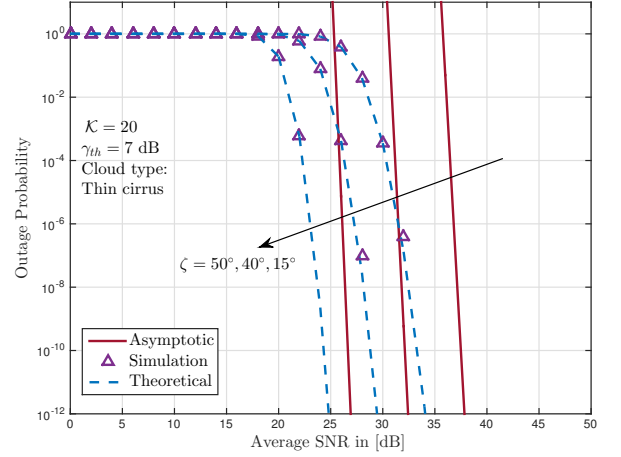 10^0
10^-2
10^-4
10^-6
10^-8
10^-10
10^-12
Outage Probability
𝒦 = 20
γ_th = 7 dB
Cloud type:
Thin cirrus
ζ = 50°, 40°, 15°
Asymptotic
Simulation
Theoretical
0 5 10 15 20 25 30 35 40 45 50
Average SNR in [dB]